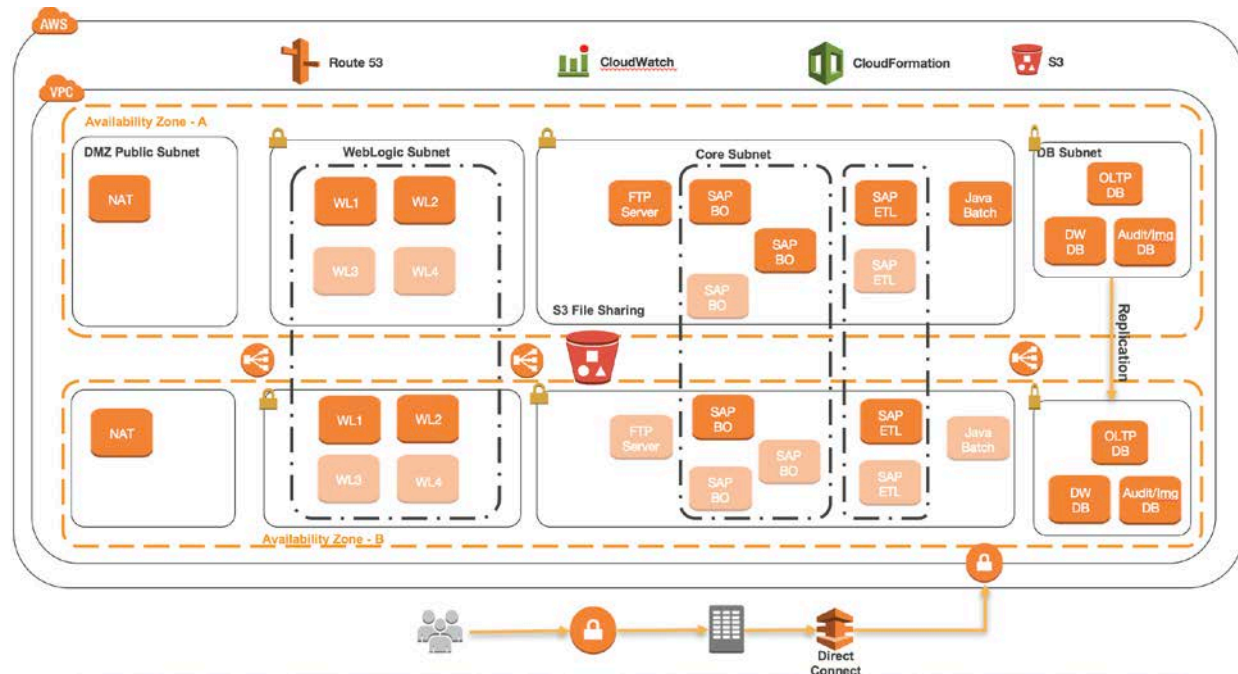 AWS
Route 53
CloudWatch
CloudFormation
S3
VPC
Availability Zone - A
DMZ Public Subnet
WebLogic Subnet
Core Subnet
DB Subnet
NAT
WL1
WL2
WL3
WL4
FTP
Server
SAP
BO
SAP
BO
SAP
BO
SAP
ETL
SAP
ETL
Java
Batch
OLTP
DB
DW
DB
Audit/Img
DB
S3 File Sharing
Replication
NAT
WL1
WL2
WL3
WL4
FTP
Server
SAP
BO
SAP
BO
SAP
BO
SAP
ETL
SAP
ETL
Java
Batch
OLTP
DB
DW
DB
Audit/Img
DB
Availability Zone - B
Direct
Connect